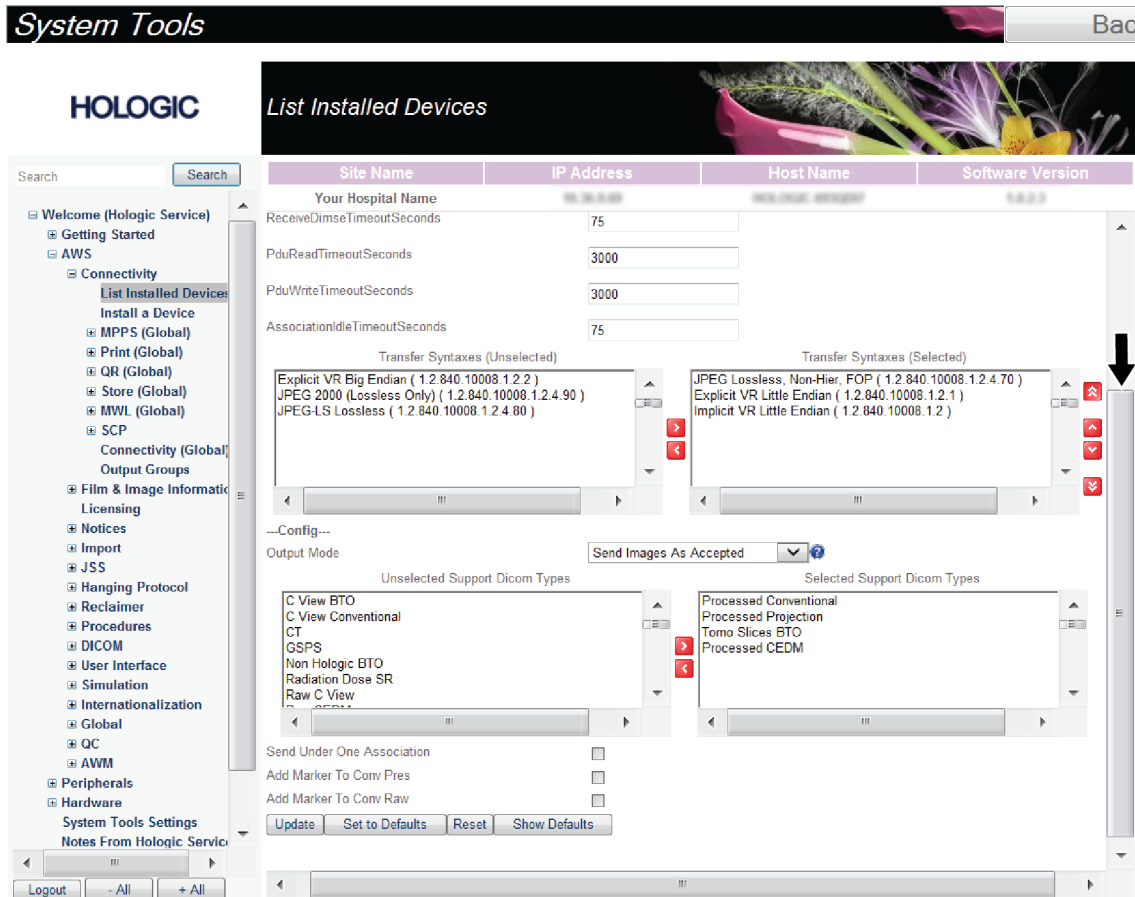 System Tools
Bac
HOLOGIC
List Installed Devices
Search
Search
Welcome (Hologic Service)
Getting Started
AWS
Connectivity
List Installed Devices
Install a Device
MPPS (Global)
Print (Global)
QR (Global)
Store (Global)
MWL (Global)
SCP
Connectivity (Global)
Output Groups
Film & Image Informatic
Licensing
Notices
Import
JSS
Hanging Protocol
Reclaimer
Procedures
DICOM
User Interface
Simulation
Internationalization
Global
QC
AWM
Peripherals
Hardware
System Tools Settings
Notes From Hologic Servic
Logout - All + All
Site Name IP Address Host Name Software Version
Your Hospital Name
ReceiveDimseTimeoutSeconds 75
PduReadTimeoutSeconds 3000
PduWriteTimeoutSeconds 3000
AssociationIdleTimeoutSeconds 75
Transfer Syntaxes (Unselected)
Explicit VR Big Endian ( 1.2.840.10008.1.2.2 )
JPEG 2000 (Lossless Only) ( 1.2.840.10008.1.2.4.90 )
JPEG-LS Lossless ( 1.2.840.10008.1.2.4.80 )
Transfer Syntaxes (Selected)
JPEG Lossless, Non-Hier, FOP ( 1.2.840.10008.1.2.4.70 )
Explicit VR Little Endian ( 1.2.840.10008.1.2.1 )
Implicit VR Little Endian ( 1.2.840.10008.1.2 )
---Config---
Output Mode Send Images As Accepted
Unselected Support Dicom Types
C View BTO
C View Conventional
CT
GSPS
Non Hologic BTO
Radiation Dose SR
Raw C View
Selected Support Dicom Types
Processed Conventional
Processed Projection
Tomo Slices BTO
Processed CEDM
Send Under One Association
Add Marker To Conv Pres
Add Marker To Conv Raw
Update Set to Defaults Reset Show Defaults